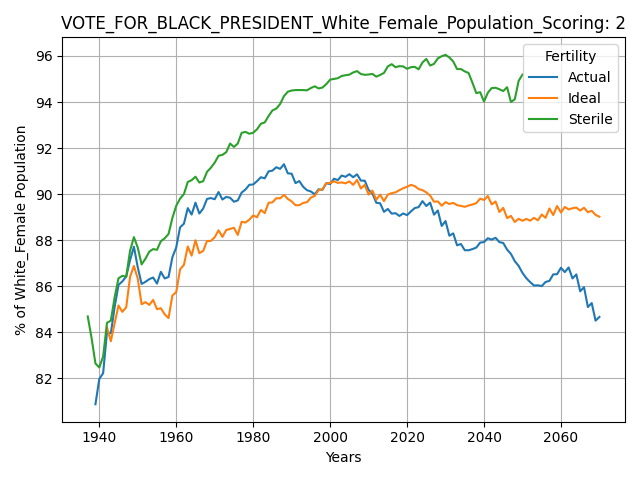 VOTE_FOR_BLACK_PRESIDENT_White_Female_Population_Scoring: 2
% of White_Female Population
96
94
92
90
88
86
84
82
1940 1960 1980 2000 2020 2040 2060
Years
Fertility
Actual
Ideal
Sterile